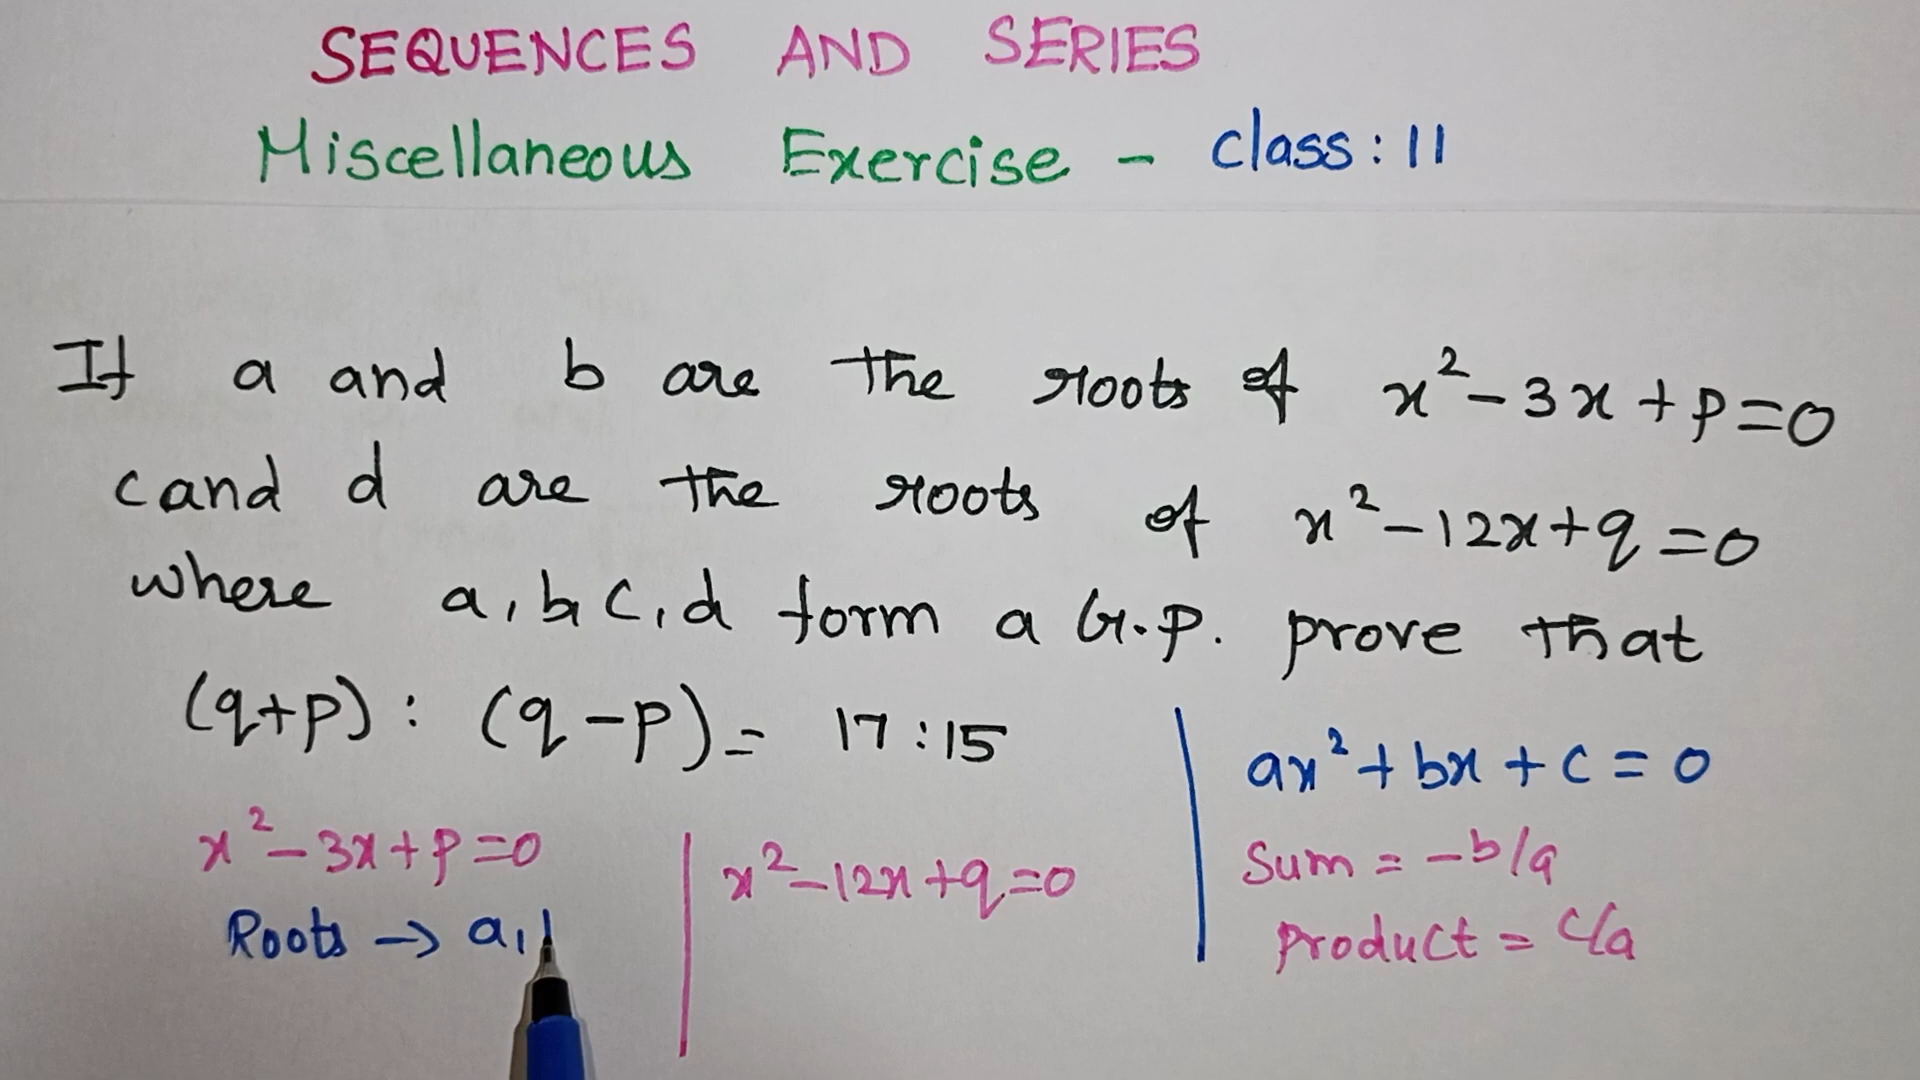 SEQUENCES AND SERIES
Miscellaneous Exercise - class: 11
If a and b are the roots of x² - 3x + p = 0
c and d are the roots of x² - 12x + q = 0
where a, b, c, d form a G.P. prove that
(q+p) : (q-p) = 17 : 15
ax² + bx + c = 0
x² - 3x + p = 0
x² - 12x + q = 0
Sum = -b/a
Roots → a,
Product = c/a